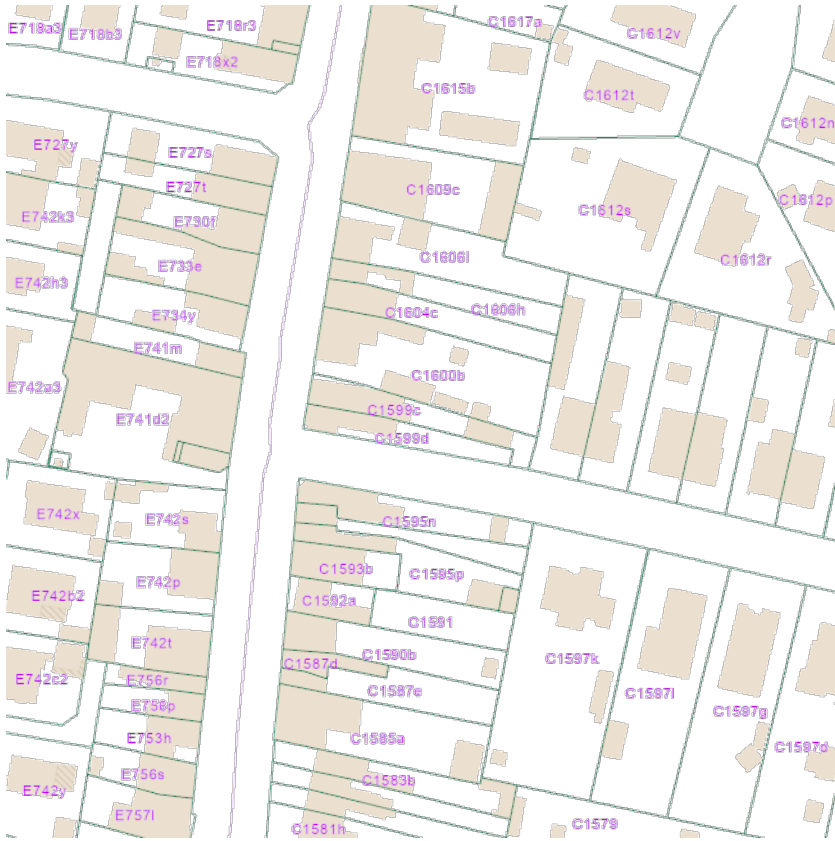 E718a3
E718b3
E718r3
C1617a
C1612v
E718x2
C1615b
C1612t
C1612n
E727y
E727s
E727t
C1609c
C1612s
C1612p
E742k3
E730f
E733e
C1606l
C1612r
E742h3
E734y
C1604c
C1606h
E741m
E742a3
C1600b
E741d2
C1599c
C1599d
E742x
E742s
C1595n
E742p
C1593b
C1595p
E742b2
C1592a
C1591
E742t
C1590b
C1597k
E742c2
E756r
C1587d
C1587e
C1597l
E756p
C1597g
E753h
C1585a
C1597d
E756s
E742y
C1583b
E757l
C1581h
C1579